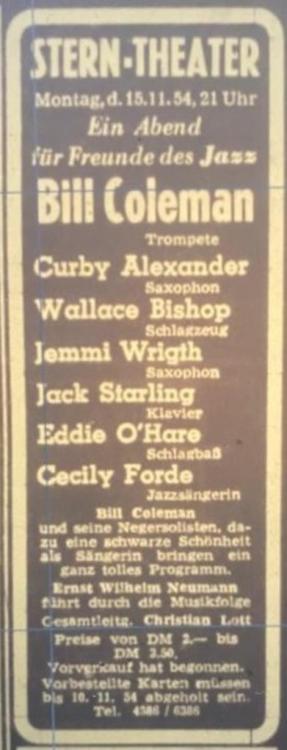 STERN-THEATER
Montag, d. 15.11.54, 21 Uhr
Ein Abend
für Freunde des Jazz
Bill Coleman
Trompete
Curby Alexander
Saxophon
Wallace Bishop
Schlagzeug
Jemmi Wrigth
Saxophon
Jack Starling
Klavier
Eddie O'Hare
Schlagbaß
Cecily Forde
Jazzsängerin
Bill Coleman
und seine Negersolisten, da-
zu eine schwarze Schönheit
als Sängerin bringen ein
ganz tolles Programm.
Ernst Wilhelm Neumann
führt durch die Musikfolge
Gesamtleitg. Christian Lott
Preise von DM 2,— bis
DM 3.50,
Vorverkauf hat begonnen.
Vorbestellte Karten müssen
bis 10. 11. 54 abgeholt sein.
Tel. 4386 / 6386